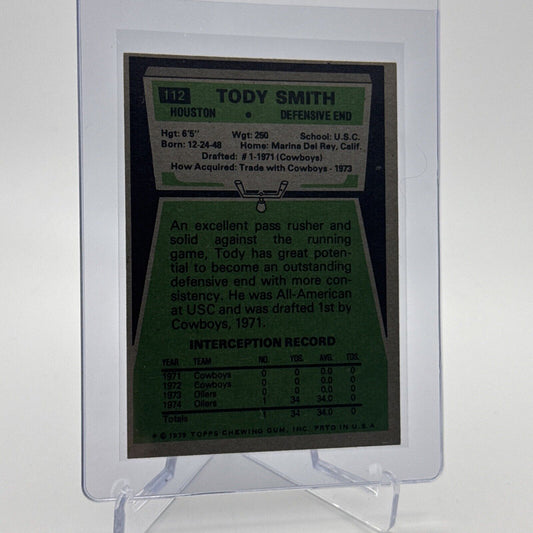 112 TODY SMITH
HOUSTON • DEFENSIVE END
Hgt: 6'5" Wgt: 250 School: U.S.C.
Born: 12-24-48 Home: Marina Del Rey, Calif.
Drafted: #1-1971 (Cowboys)
How Acquired: Trade with Cowboys - 1973
An excellent pass rusher and
solid against the running
game, Tody has great poten-
tial to become an outstanding
defensive end with more con-
sistency. He was All-American
at USC and was drafted 1st by
Cowboys, 1971.
INTERCEPTION RECORD
YEAR TEAM NO. YDS. AVG. TDS.
1971 Cowboys 0 0 0.0 0
1972 Cowboys 0 0 0.0 0
1973 Oilers 0 0 0.0 0
1974 Oilers 1 34 34.0 0
Totals 1 34 34.0 0
© 1975 TOPPS CHEWING GUM, INC. PRTD IN U.S.A.